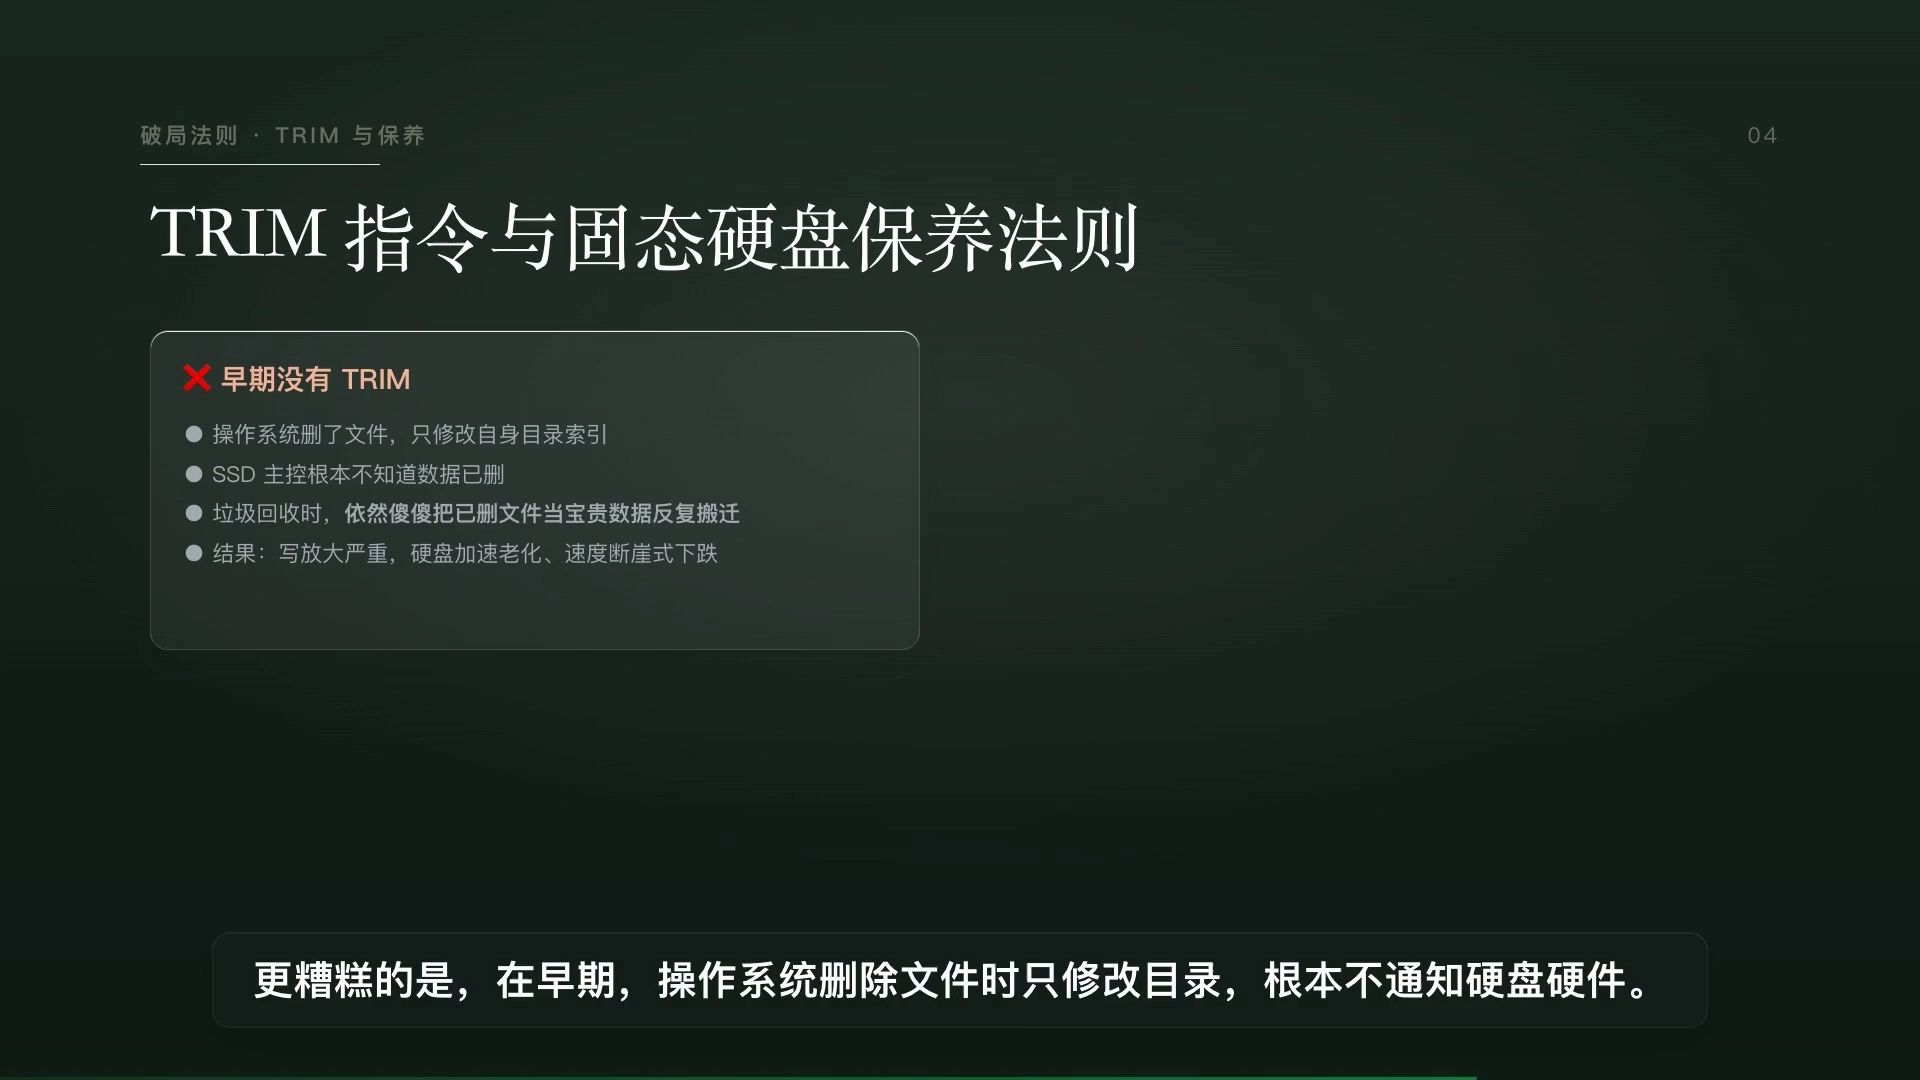 破局法则 · TRIM 与保养
04
TRIM 指令与固态硬盘保养法则
❌ 早期没有 TRIM
● 操作系统删了文件，只修改自身目录索引
● SSD 主控根本不知道数据已删
● 垃圾回收时，依然傻傻把已删文件当宝贵数据反复搬迁
● 结果：写放大严重，硬盘加速老化、速度断崖式下跌
更糟糕的是，在早期，操作系统删除文件时只修改目录，根本不通知硬盘硬件。